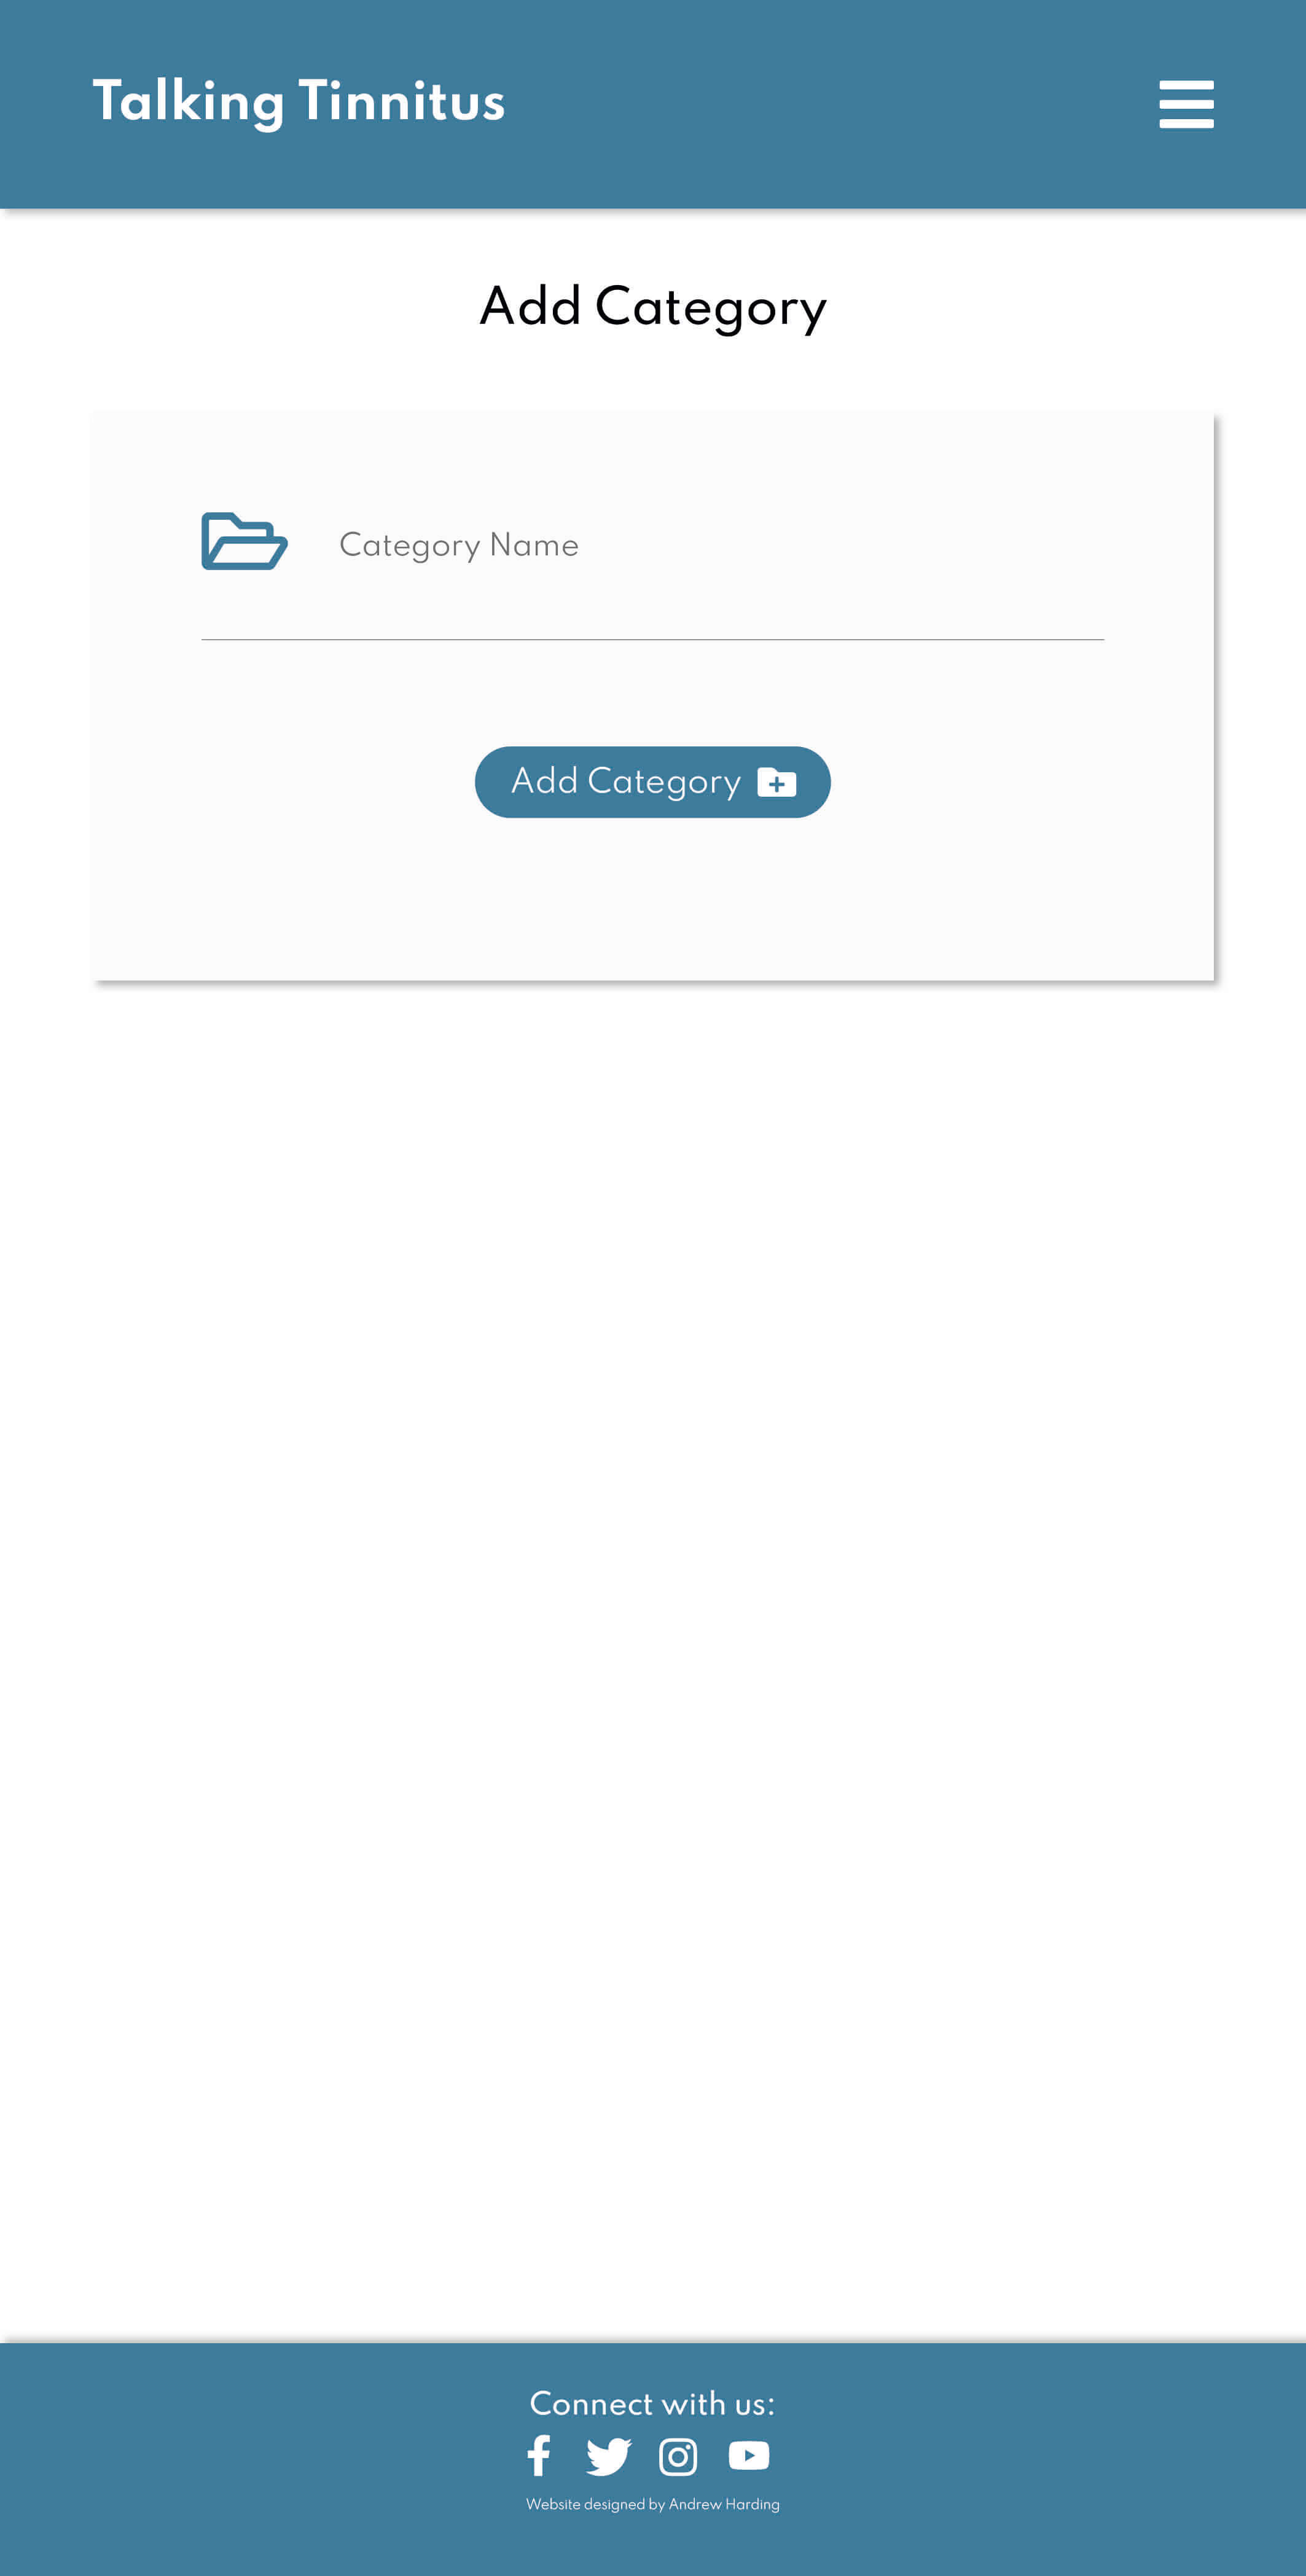 Talking Tinnitus
Add Category
Category Name
Add Category
Connect with us:
Website designed by Andrew Harding